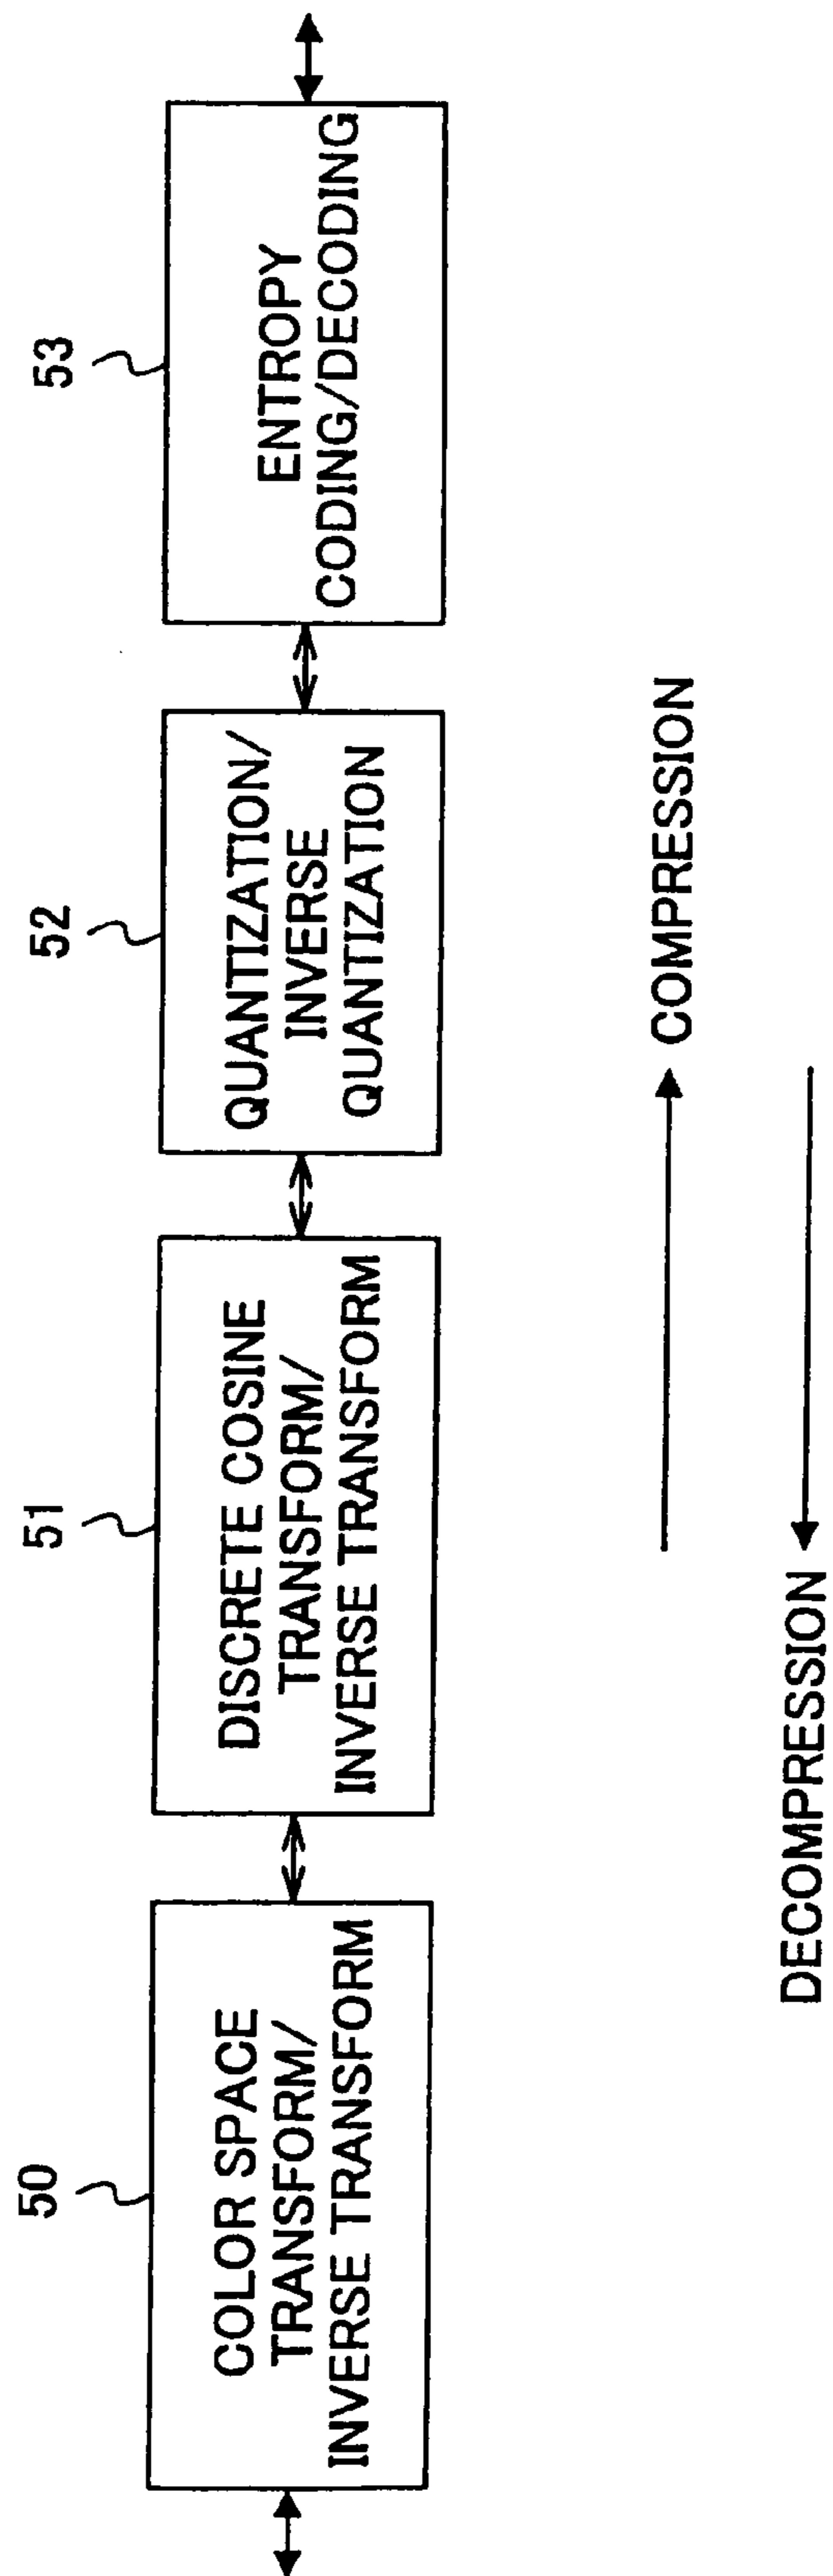 50
COLOR SPACE
TRANSFORM/
INVERSE TRANSFORM
51
DISCRETE COSINE
TRANSFORM/
INVERSE TRANSFORM
52
QUANTIZATION/
INVERSE
QUANTIZATION
53
ENTROPY
CODING/DECODING
COMPRESSION
DECOMPRESSION